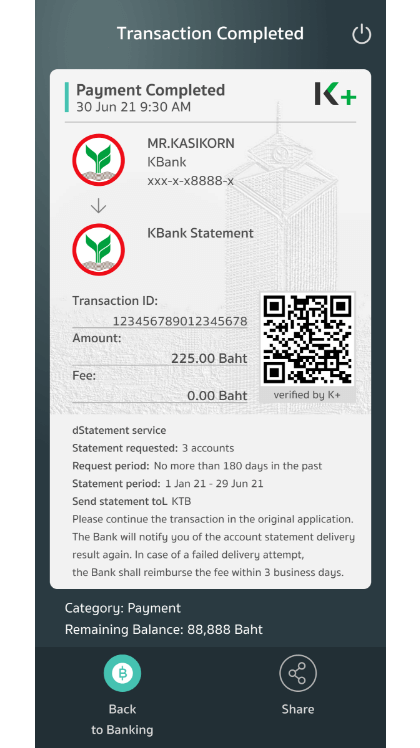 Transaction Completed
Payment Completed
30 Jun 21 9:30 AM
K+
MR.KASIKORN
KBank
xxx-x-x8888-x
KBank Statement
Transaction ID:
123456789012345678
Amount:
225.00 Baht
Fee:
0.00 Baht
verified by K+
dStatement service
Statement requested: 3 accounts
Request period: No more than 180 days in the past
Statement period: 1 Jan 21 - 29 Jun 21
Send statement toL KTB
Please continue the transaction in the original application.
The Bank will notify you of the account statement delivery
result again. In case of a failed delivery attempt,
the Bank shall reimburse the fee within 3 business days.
Category: Payment
Remaining Balance: 88,888 Baht
Back
to Banking
Share